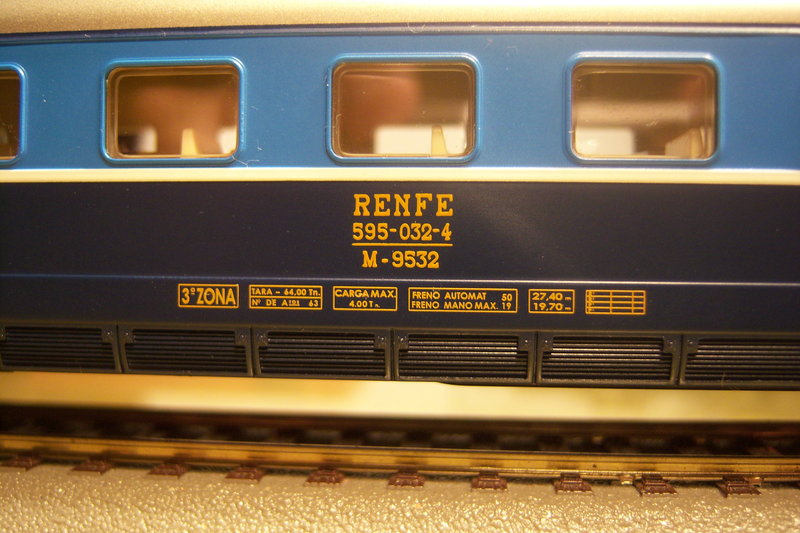 RENFE
595-032-4
M-9532
3ª ZONA
TARA - 64,00 Tn.
Nº DE 63
CARGA MAX.
4.00 Tn.
FRENO AUTOMAT 50
FRENO MANO MAX. 19
27,40 m
19,70 m